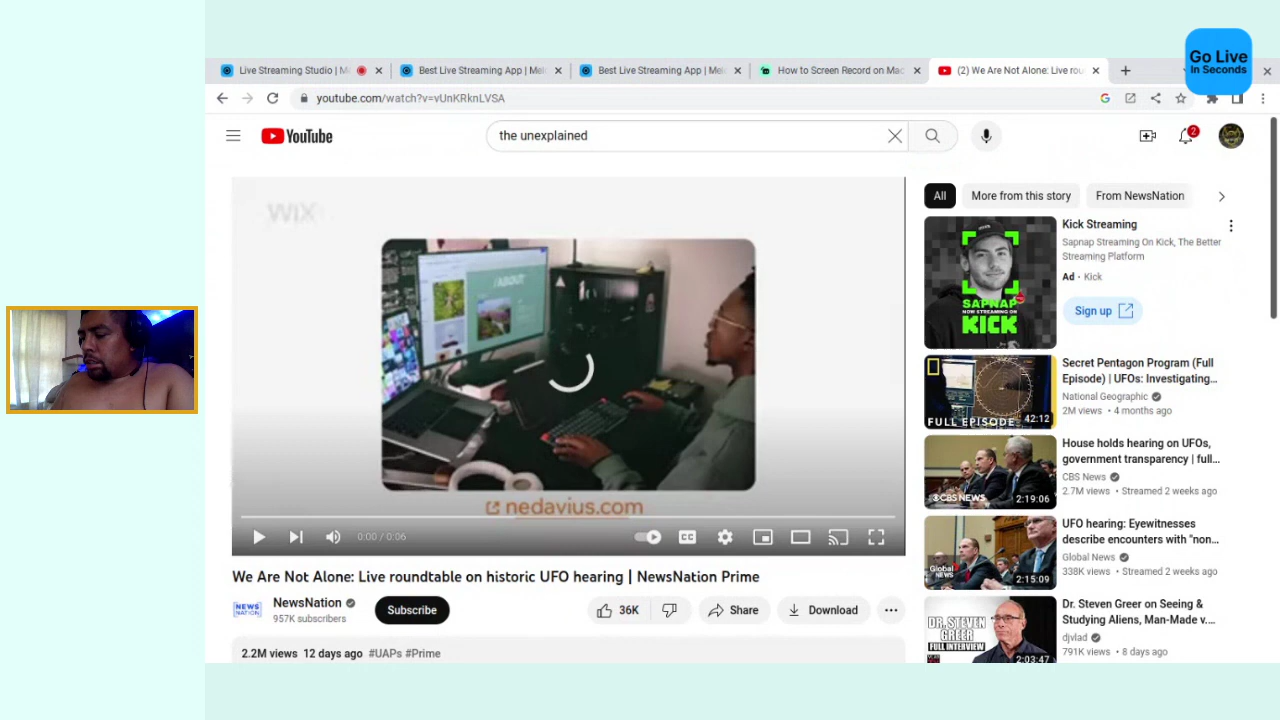 Go Live
In Seconds
Live Streaming Studio | M
Best Live Streaming App | Mel
Best Live Streaming App | Mel
How to Screen Record on Mac
(2) We Are Not Alone: Live rou
youtube.com/watch?v=vUnKRknLVSA
YouTube
the unexplained
2
WIX
/ABOUT
nedavius.com
0:00 / 0:06
CC
We Are Not Alone: Live roundtable on historic UFO hearing | NewsNation Prime
NEWS
NATION
NewsNation
957K subscribers
Subscribe
36K
Share
Download
2.2M views 12 days ago #UAPs #Prime
All
More from this story
From NewsNation
SAPNAP
NOW STREAMING ON
KICK
Kick Streaming
Sapnap Streaming On Kick, The Better
Streaming Platform
Ad · Kick
Sign up
FULL EPISODE
42:12
Secret Pentagon Program (Full
Episode) | UFOs: Investigating...
National Geographic
2M views • 4 months ago
CBS NEWS
2:19:06
House holds hearing on UFOs,
government transparency | full...
CBS News
2.7M views • Streamed 2 weeks ago
Global
NEWS
2:15:09
UFO hearing: Eyewitnesses
describe encounters with "non...
Global News
338K views • Streamed 2 weeks ago
DR. STEVEN
GREER
FULL INTERVIEW
2:03:47
Dr. Steven Greer on Seeing &
Studying Aliens, Man-Made v....
djvlad
791K views • 8 days ago